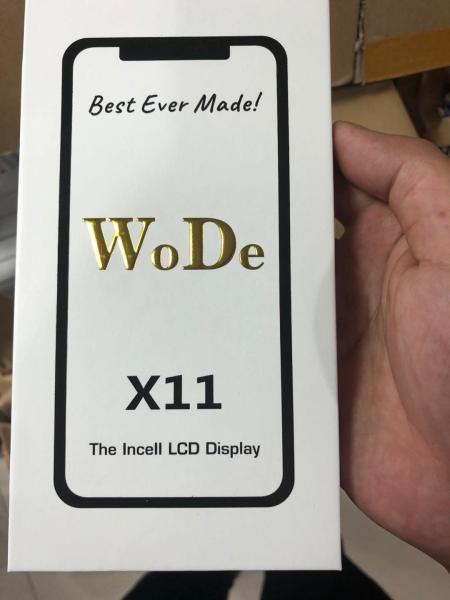 Best Ever Made!
WoDe
X11
The Incell LCD Display